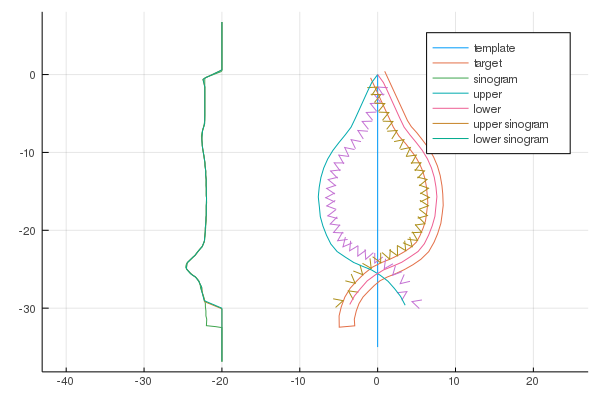 template
target
sinogram
upper
lower
upper sinogram
lower sinogram
0
-10
-20
-30
-40 -30 -20 -10 0 10 20